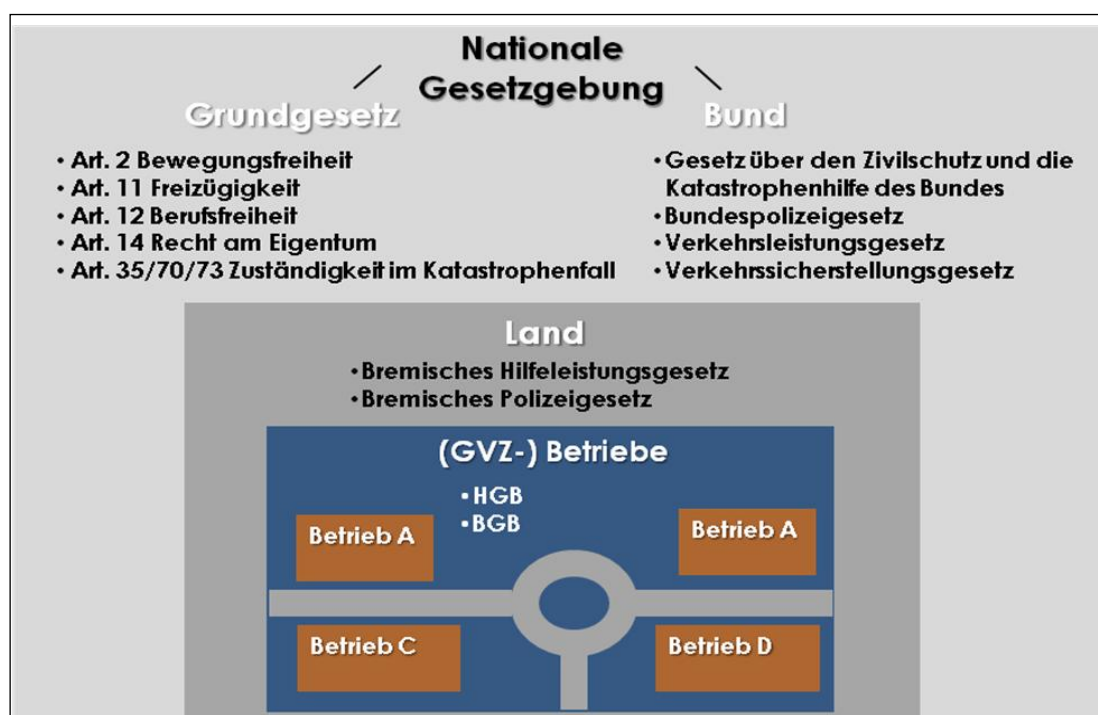 Nationale
Gesetzgebung
Grundgesetz
• Art. 2 Bewegungsfreiheit
• Art. 11 Freizügigkeit
• Art. 12 Berufsfreiheit
• Art. 14 Recht am Eigentum
• Art. 35/70/73 Zuständigkeit im Katastrophenfall
Bund
• Gesetz über den Zivilschutz und die
Katastrophenhilfe des Bundes
• Bundespolizeigesetz
• Verkehrsleistungsgesetz
• Verkehrssicherstellungsgesetz
Land
• Bremisches Hilfeleistungsgesetz
• Bremisches Polizeigesetz
(GVZ-) Betriebe
• HGB
• BGB
Betrieb A
Betrieb A
Betrieb C
Betrieb D